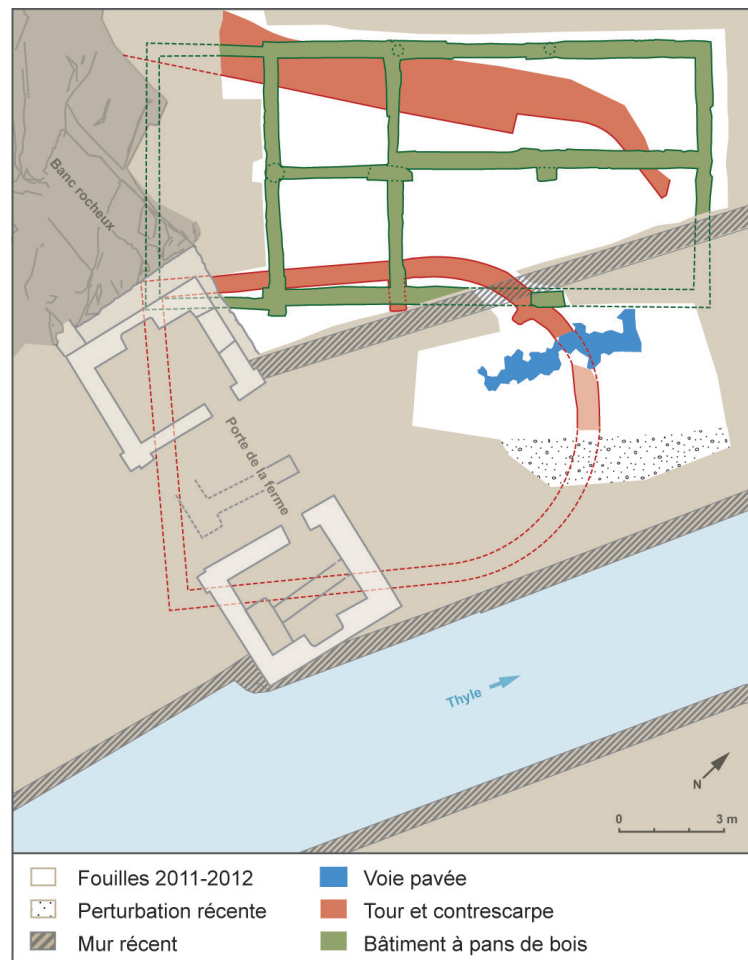 Banc rocheux
Porte de la ferme
Thyle
N
0 3 m
Fouilles 2011-2012
Perturbation récente
Mur récent
Voie pavée
Tour et contrescarpe
Bâtiment à pans de bois